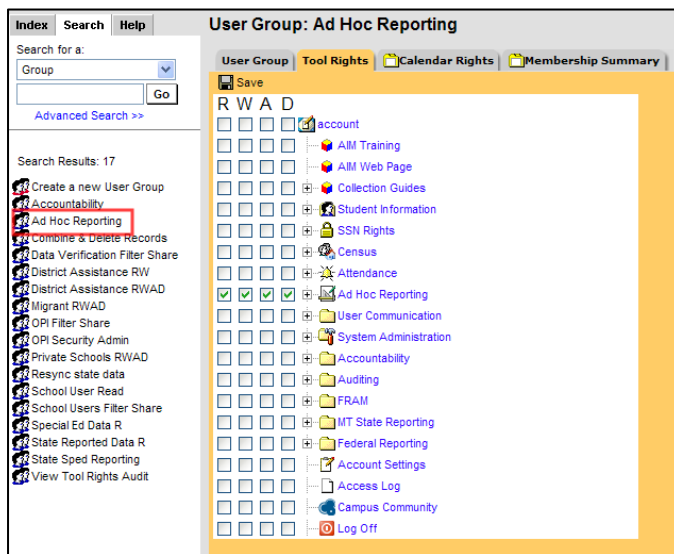 Index Search Help
Search for a:
Group
Go
Advanced Search >>
Search Results: 17
Create a new User Group
Accountability
Ad Hoc Reporting
Combine & Delete Records
Data Verification Filter Share
District Assistance RW
District Assistance RWAD
Migrant RWAD
OPI Filter Share
OPI Security Admin
Private Schools RWAD
Resync state data
School User Read
School Users Filter Share
Special Ed Data R
State Reported Data R
State Sped Reporting
View Tool Rights Audit
User Group: Ad Hoc Reporting
User Group Tool Rights Calendar Rights Membership Summary
Save
R W A D
account
AIM Training
AIM Web Page
Collection Guides
Student Information
SSN Rights
Census
Attendance
Ad Hoc Reporting
User Communication
System Administration
Accountability
Auditing
FRAM
MT State Reporting
Federal Reporting
Account Settings
Access Log
Campus Community
Log Off